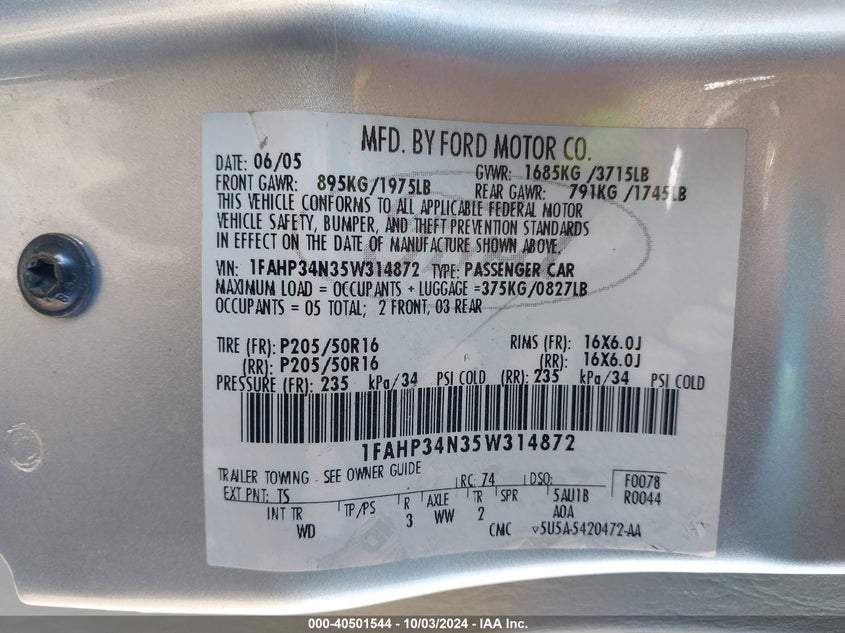 MFD. BY FORD MOTOR CO.
DATE: 06/05 GVWR: 1685KG /3715LB
FRONT GAWR: 895KG/1975LB REAR GAWR: 791KG /1745LB
THIS VEHICLE CONFORMS TO ALL APPLICABLE FEDERAL MOTOR
VEHICLE SAFETY, BUMPER, AND THEFT PREVENTION STANDARDS
IN EFFECT ON THE DATE OF MANUFACTURE SHOWN ABOVE.
VIN: 1FAHP34N35W314872 TYPE: PASSENGER CAR
MAXIMUM LOAD = OCCUPANTS + LUGGAGE =375KG/0827LB
OCCUPANTS = 05 TOTAL; 2 FRONT, 03 REAR
TIRE (FR): P205/50R16 RIMS (FR): 16X6.0J
(RR): P205/50R16 (RR): 16X6.0J
PRESSURE (FR): 235 kPa/34 PSI COLD (RR): 235 kPa/34 PSI COLD
1FAHP34N35W314872
TRAILER TOWING - SEE OWNER GUIDE
EXT PNT: TS RC: 74 DSO: F0078
INT TR TP/PS R AXLE TR SPR 5AU1B R0044
WD 3 WW 2 AOA
CMC ▿5U5A-5420472-AA
000-40501544 - 10/03/2024 - IAA Inc.